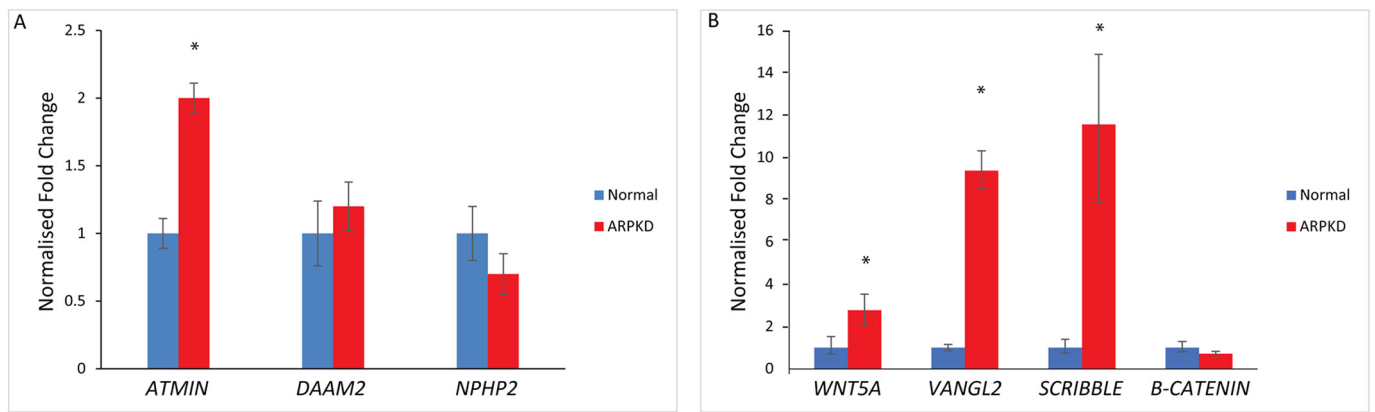 A
Normalised Fold Change
2.5
2
1.5
1
0.5
0
*
ATMIN
DAAM2
NPHP2
Normal
ARPKD
B
Normalised Fold Change
16
14
12
10
8
6
4
2
0
*
*
*
WNT5A
VANGL2
SCRIBBLE
B-CATENIN
Normal
ARPKD